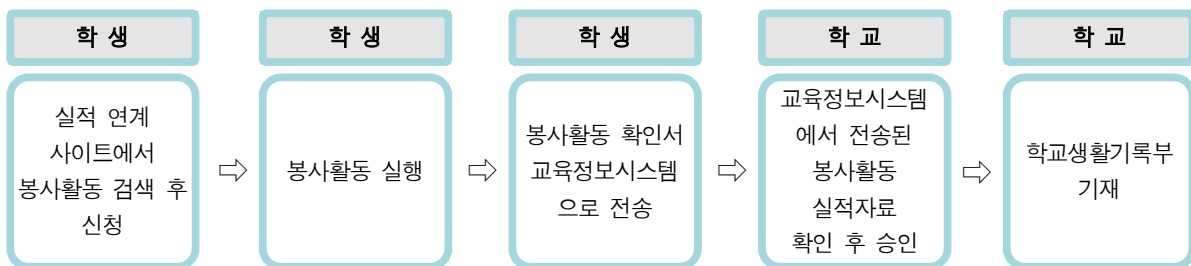 학 생
실적 연계
사이트에서
봉사활동 검색 후
신청
학 생
봉사활동 실행
학 생
봉사활동 확인서
교육정보시스템
으로 전송
학 교
교육정보시스템
에서 전송된
봉사활동
실적자료
확인 후 승인
학 교
학교생활기록부
기재